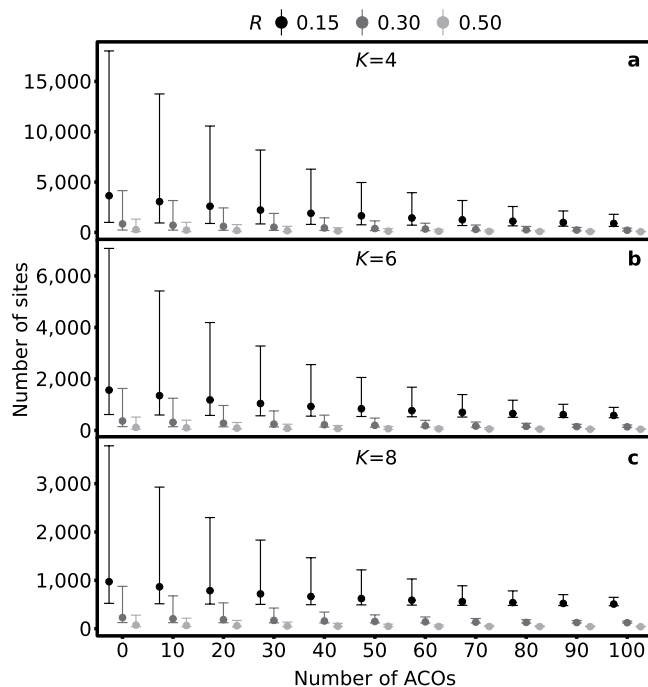 R 0.15 0.30 0.50
K=4 a
15,000
10,000
5,000
0
K=6 b
6,000
4,000
2,000
0
Number of sites
K=8 c
3,000
2,000
1,000
0
0 10 20 30 40 50 60 70 80 90 100
Number of ACOs